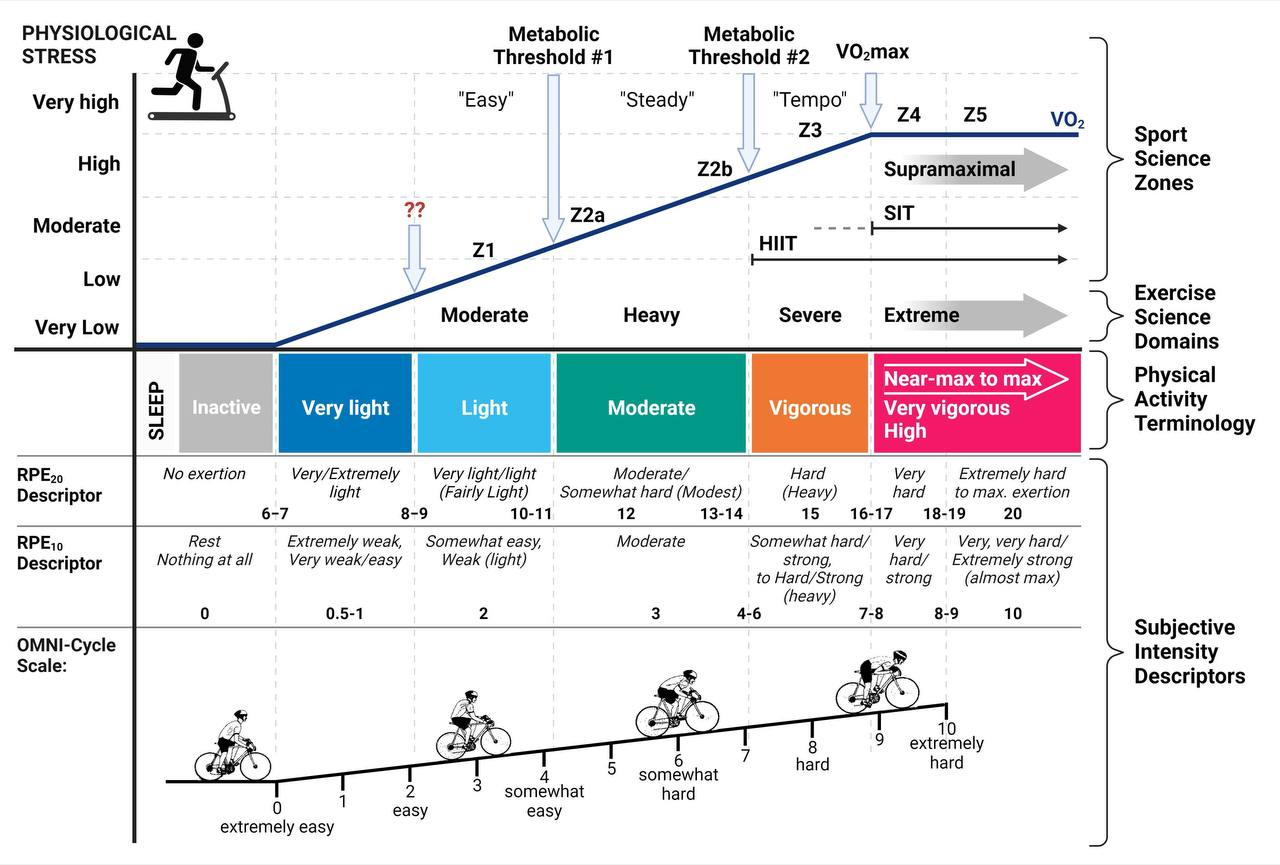 PHYSIOLOGICAL
STRESS
Metabolic
Threshold #1
Metabolic
Threshold #2
VO₂max
Very high
High
Moderate
Low
Very Low
"Easy"
"Steady"
"Tempo"
??
Z1
Z2a
Z2b
Z3
Z4
Z5
VO₂
Supramaximal
SIT
HIIT
Moderate
Heavy
Severe
Extreme
Sport
Science
Zones
Exercise
Science
Domains
SLEEP
Inactive
Very light
Light
Moderate
Vigorous
Near-max to max
Very vigorous
High
Physical
Activity
Terminology
RPE₂₀
Descriptor
No exertion
Very/Extremely
light
Very light/light
(Fairly Light)
Moderate/
Somewhat hard (Modest)
Hard
(Heavy)
Very
hard
Extremely hard
to max. exertion
6-7
8-9
10-11
12
13-14
15
16-17
18-19
20
RPE₁₀
Descriptor
Rest
Nothing at all
Extremely weak,
Very weak/easy
Somewhat easy,
Weak (light)
Moderate
Somewhat hard/
strong,
to Hard/Strong
(heavy)
Very
hard/
strong
Very, very hard/
Extremely strong
(almost max)
0
0.5-1
2
3
4-6
7-8
8-9
10
OMNI-Cycle
Scale:
0
extremely easy
1
2
easy
3
4
somewhat
easy
5
6
somewhat
hard
7
8
hard
9
10
extremely
hard
Subjective
Intensity
Descriptors